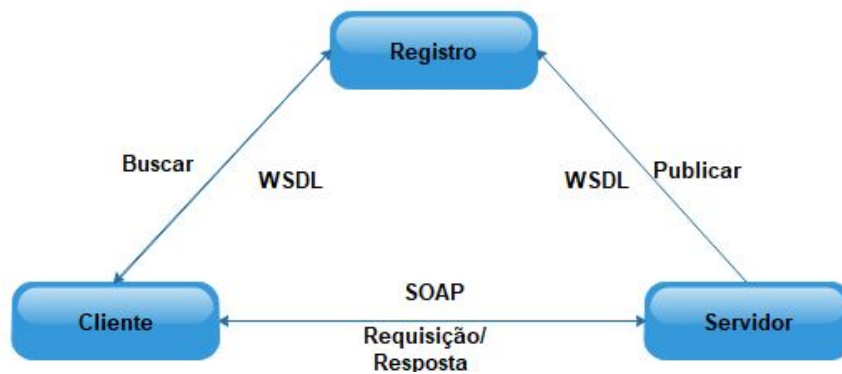 Registro
Buscar
WSDL
WSDL
Publicar
Cliente
SOAP
Requisição/
Resposta
Servidor